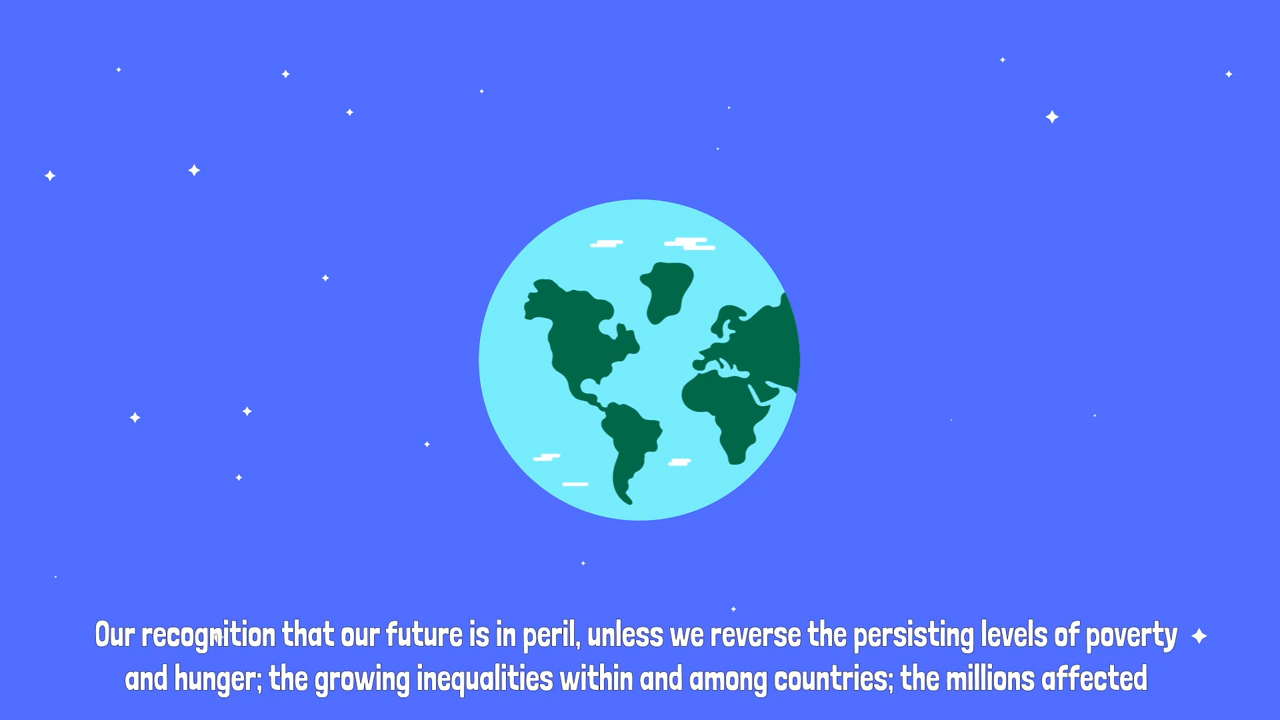 Our recognition that our future is in peril, unless we reverse the persisting levels of poverty
and hunger; the growing inequalities within and among countries; the millions affected